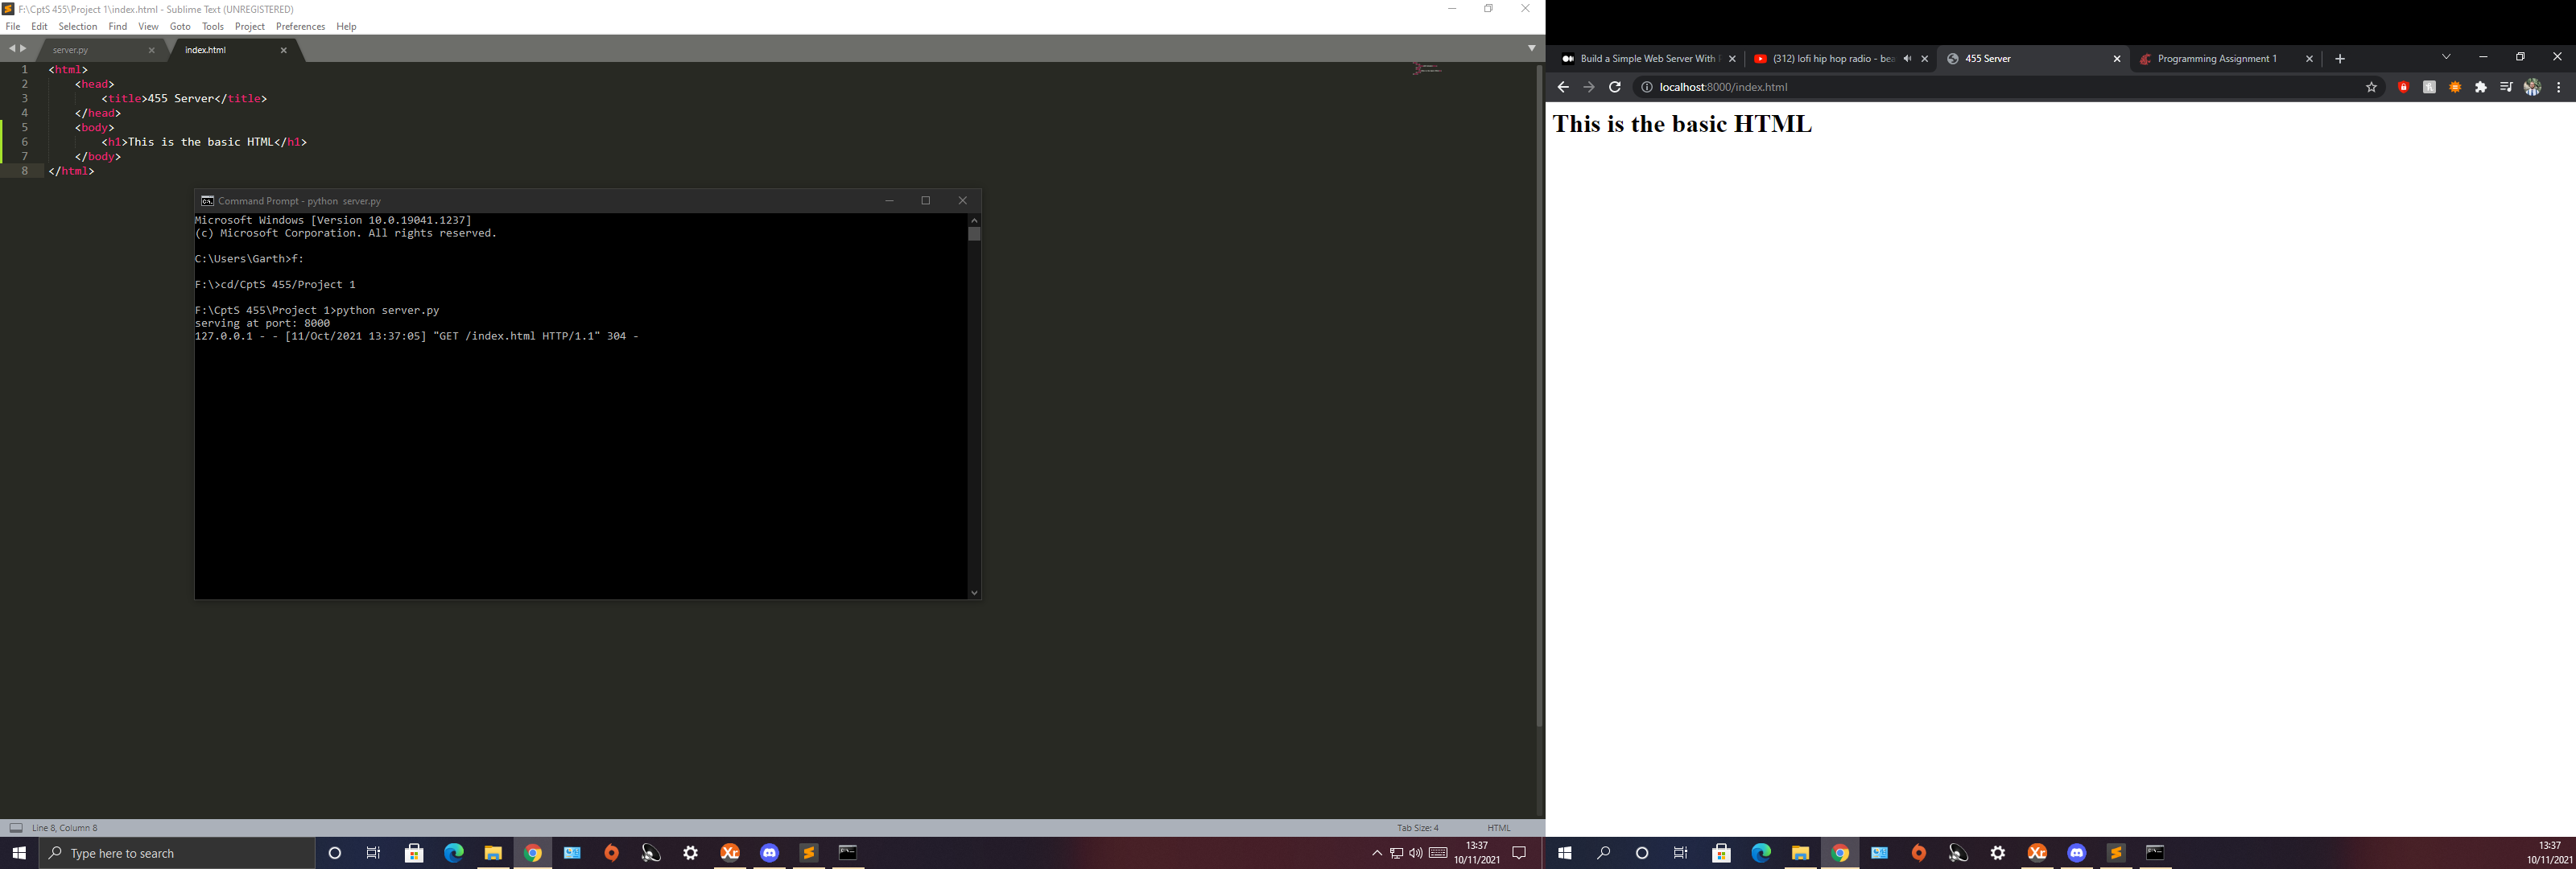 F:\CptS 455\Project 1\index.html - Sublime Text (UNREGISTERED)
File Edit Selection Find View Goto Tools Project Preferences Help
server.py index.html
1 <html>
2 <head>
3 <title>455 Server</title>
4 </head>
5 <body>
6 <h1>This is the basic HTML</h1>
7 </body>
8 </html>
Command Prompt - python  server.py
Microsoft Windows [Version 10.0.19041.1237]
(c) Microsoft Corporation. All rights reserved.
C:\Users\Garth>f:
F:\>cd/CptS 455/Project 1
F:\CptS 455\Project 1>python server.py
serving at port: 8000
127.0.0.1 - - [11/Oct/2021 13:37:05] "GET /index.html HTTP/1.1" 304 -
Line 8, Column 8 Tab Size: 4 HTML
Type here to search
13:37
10/11/2021
Build a Simple Web Server With (312) lofi hip hop radio - bea 455 Server Programming Assignment 1
localhost:8000/index.html
This is the basic HTML
13:37
10/11/2021